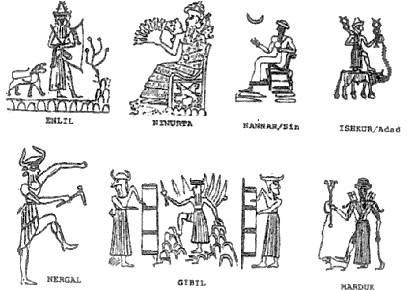 ENLIL
NINURTA
NANNAR/Sin
ISHKUR/Adad
NERGAL
GIBIL
MARDUK